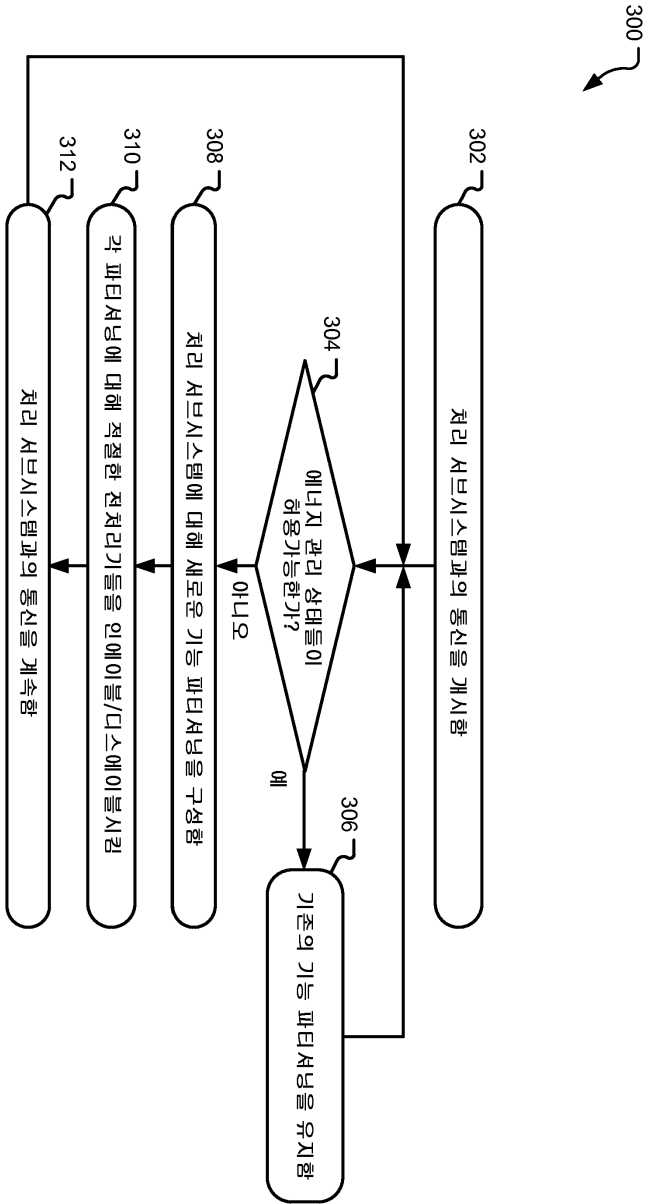 300
302
처리 서브시스템과의 통신을 개시함
304
에너지 관리 상태들이
허용가능한가?
예
306
기존의 기능 파티셔닝을 유지함
아니오
308
처리 서브시스템에 대해 새로운 기능 파티셔닝을 구성함
310
각 파티셔닝에 대해 적절한 전처리기들을 인에이블/디스에이블시킴
312
처리 서브시스템과의 통신을 계속함